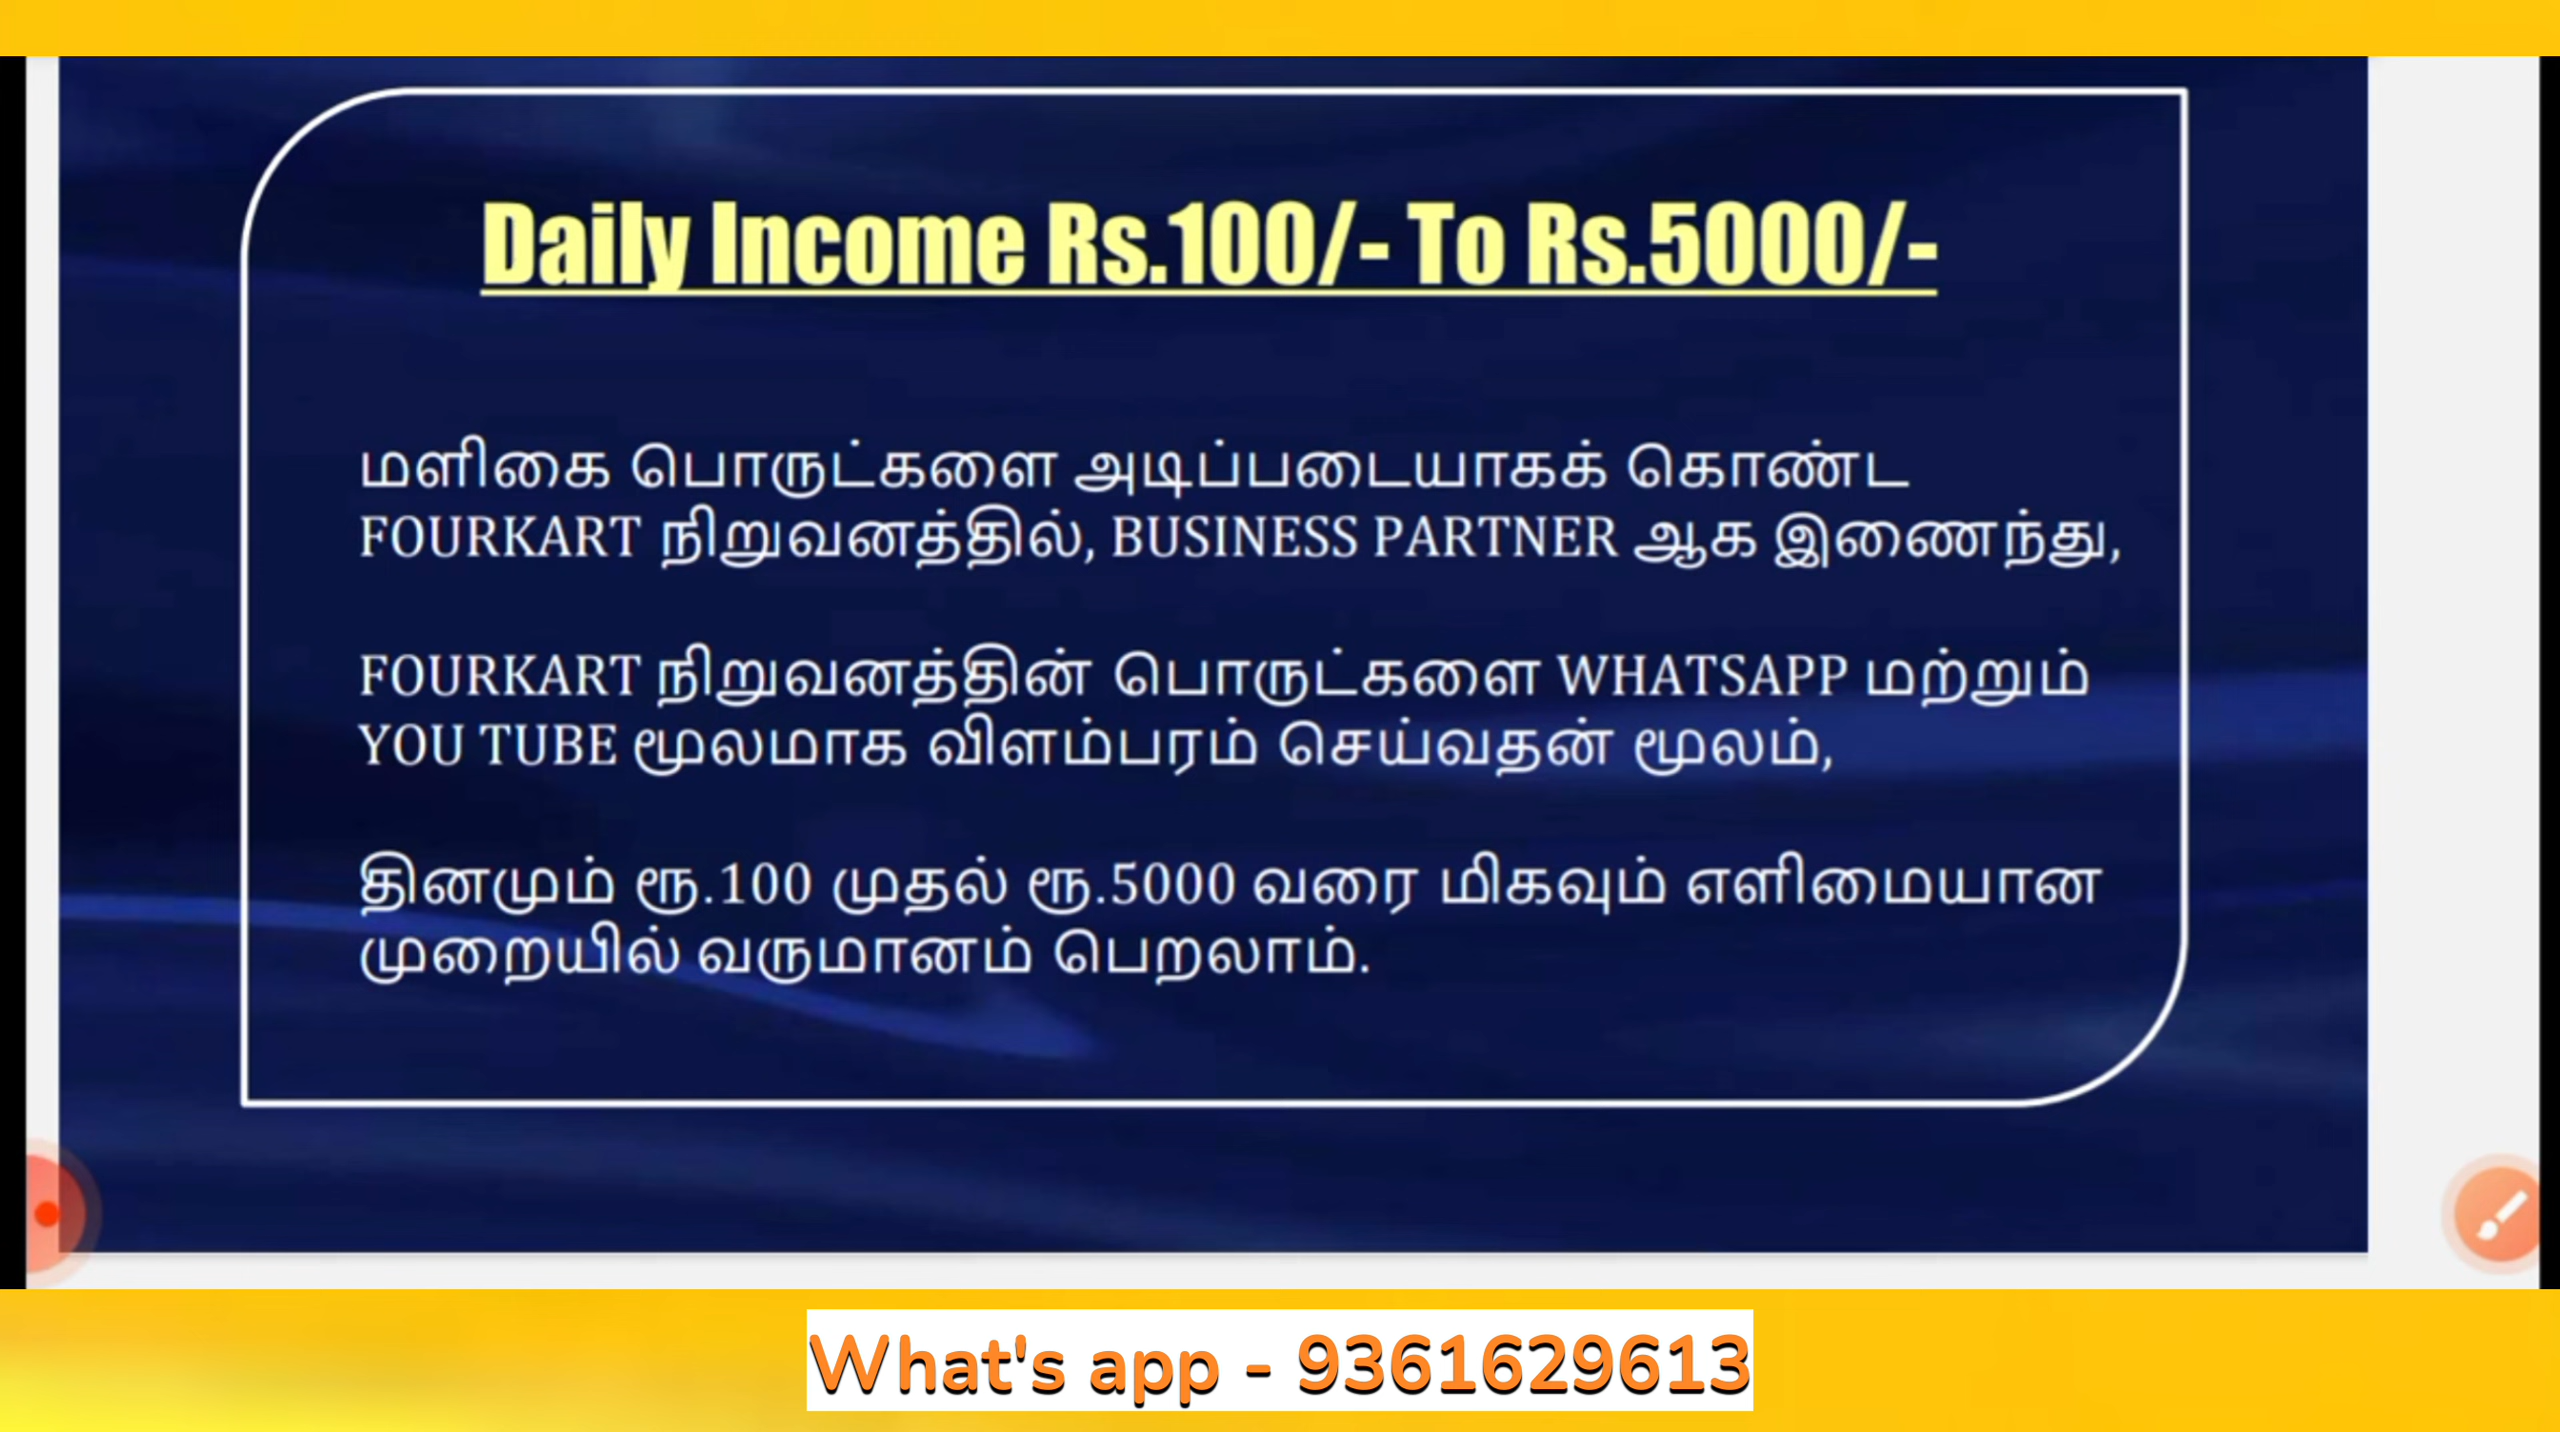 Daily Income Rs.100/- To Rs.5000/-
மளிகை பொருட்களை அடிப்படையாகக் கொண்ட
FOURKART நிறுவனத்தில், BUSINESS PARTNER ஆக இணைந்து,
FOURKART நிறுவனத்தின் பொருட்களை WHATSAPP மற்றும்
YOU TUBE மூலமாக விளம்பரம் செய்வதன் மூலம்,
தினமும் ரூ.100 முதல் ரூ.5000 வரை மிகவும் எளிமையான
முறையில் வருமானம் பெறலாம்.
What's app - 9361629613